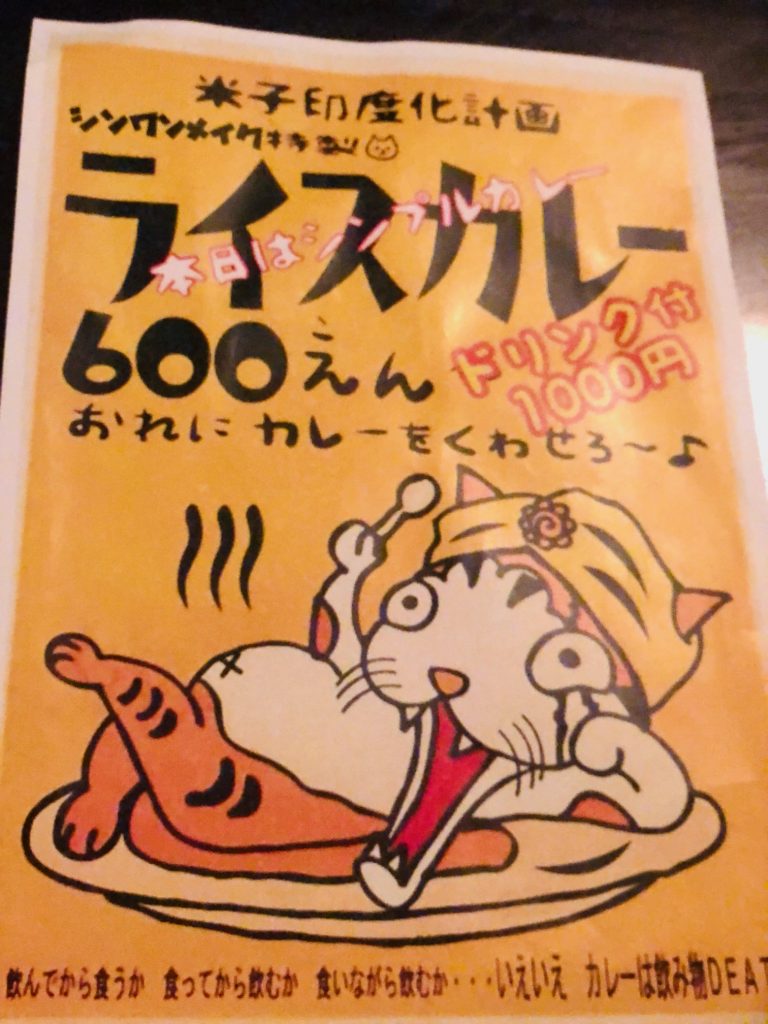 米子印度化計画
シンワンメイク特製
ライスカレー
本日はシンプルカレー
600えん
ドリンク付
1000円
おれにカレーをくわせろ〜♪
飲んでから食うか 食ってから飲むか 食いながら飲むか・・・いえいえ カレーは飲み物DEAT